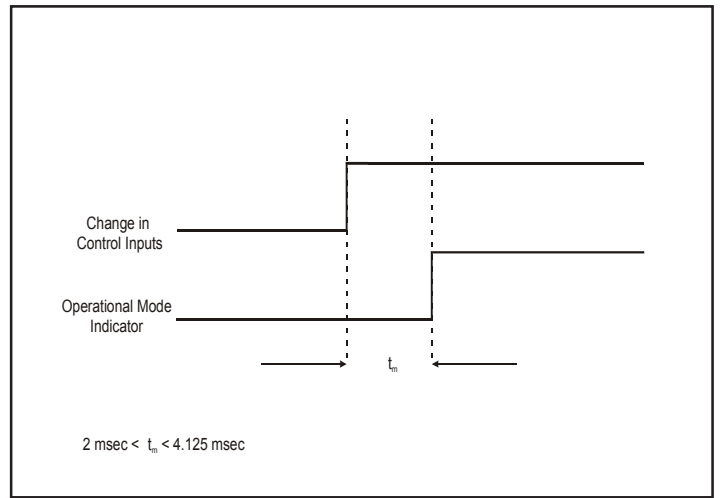 Change in
Control Inputs
Operational Mode
Indicator
tm
2 msec < tm < 4.125 msec